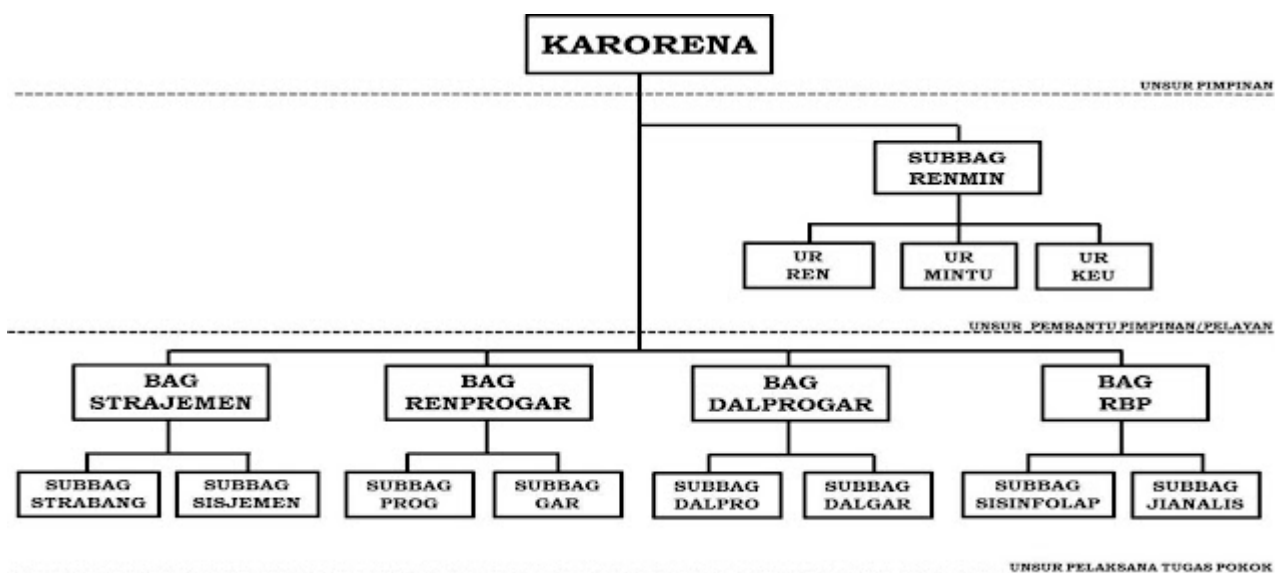 KARORENA
UNSUR PIMPINAN
SUBBAG
RENMIN
UR
REN
UR
MINTU
UR
KEU
UNSUR PEMBANTU PIMPINAN/PELAYAN
BAG
STRAJEMEN
BAG
RENPROGAR
BAG
DALPROGAR
BAG
RBP
SUBBAG
STRABANG
SUBBAG
SISJEMEN
SUBBAG
PROG
SUBBAG
GAR
SUBBAG
DALPRO
SUBBAG
DALGAR
SUBBAG
SISINFOLAP
SUBBAG
JIANALIS
UNSUR PELAKSANA TUGAS POKOK